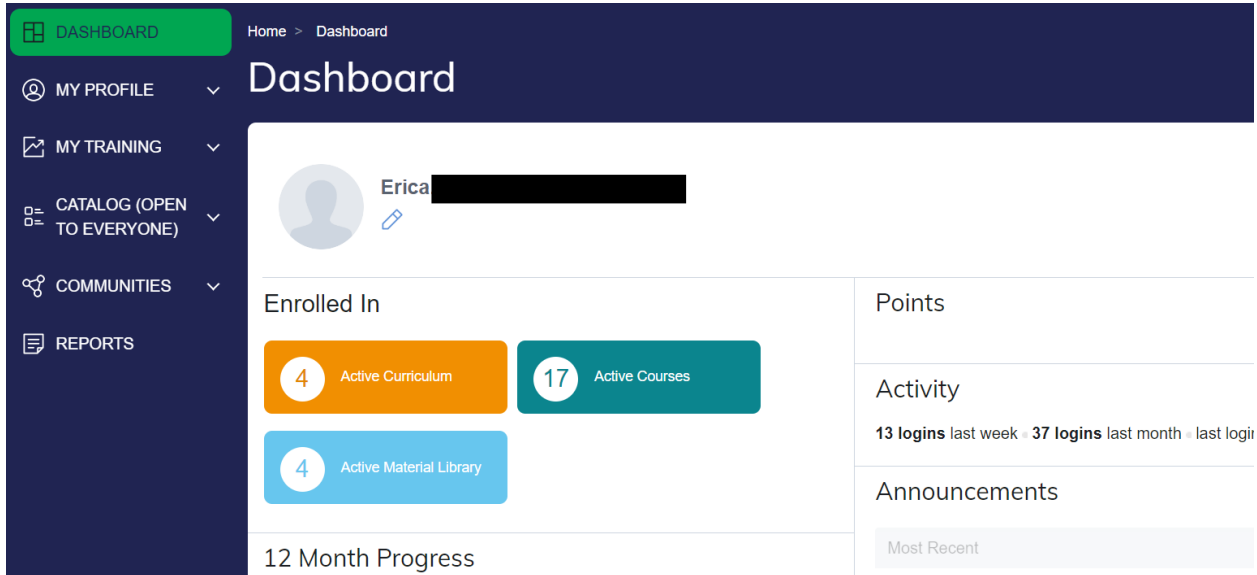 DASHBOARD
MY PROFILE
MY TRAINING
CATALOG (OPEN
TO EVERYONE)
COMMUNITIES
REPORTS
Home > Dashboard
Dashboard
Erica
Enrolled In
4 Active Curriculum
17 Active Courses
4 Active Material Library
12 Month Progress
Points
Activity
13 logins last week • 37 logins last month • last
Announcements
Most Recent